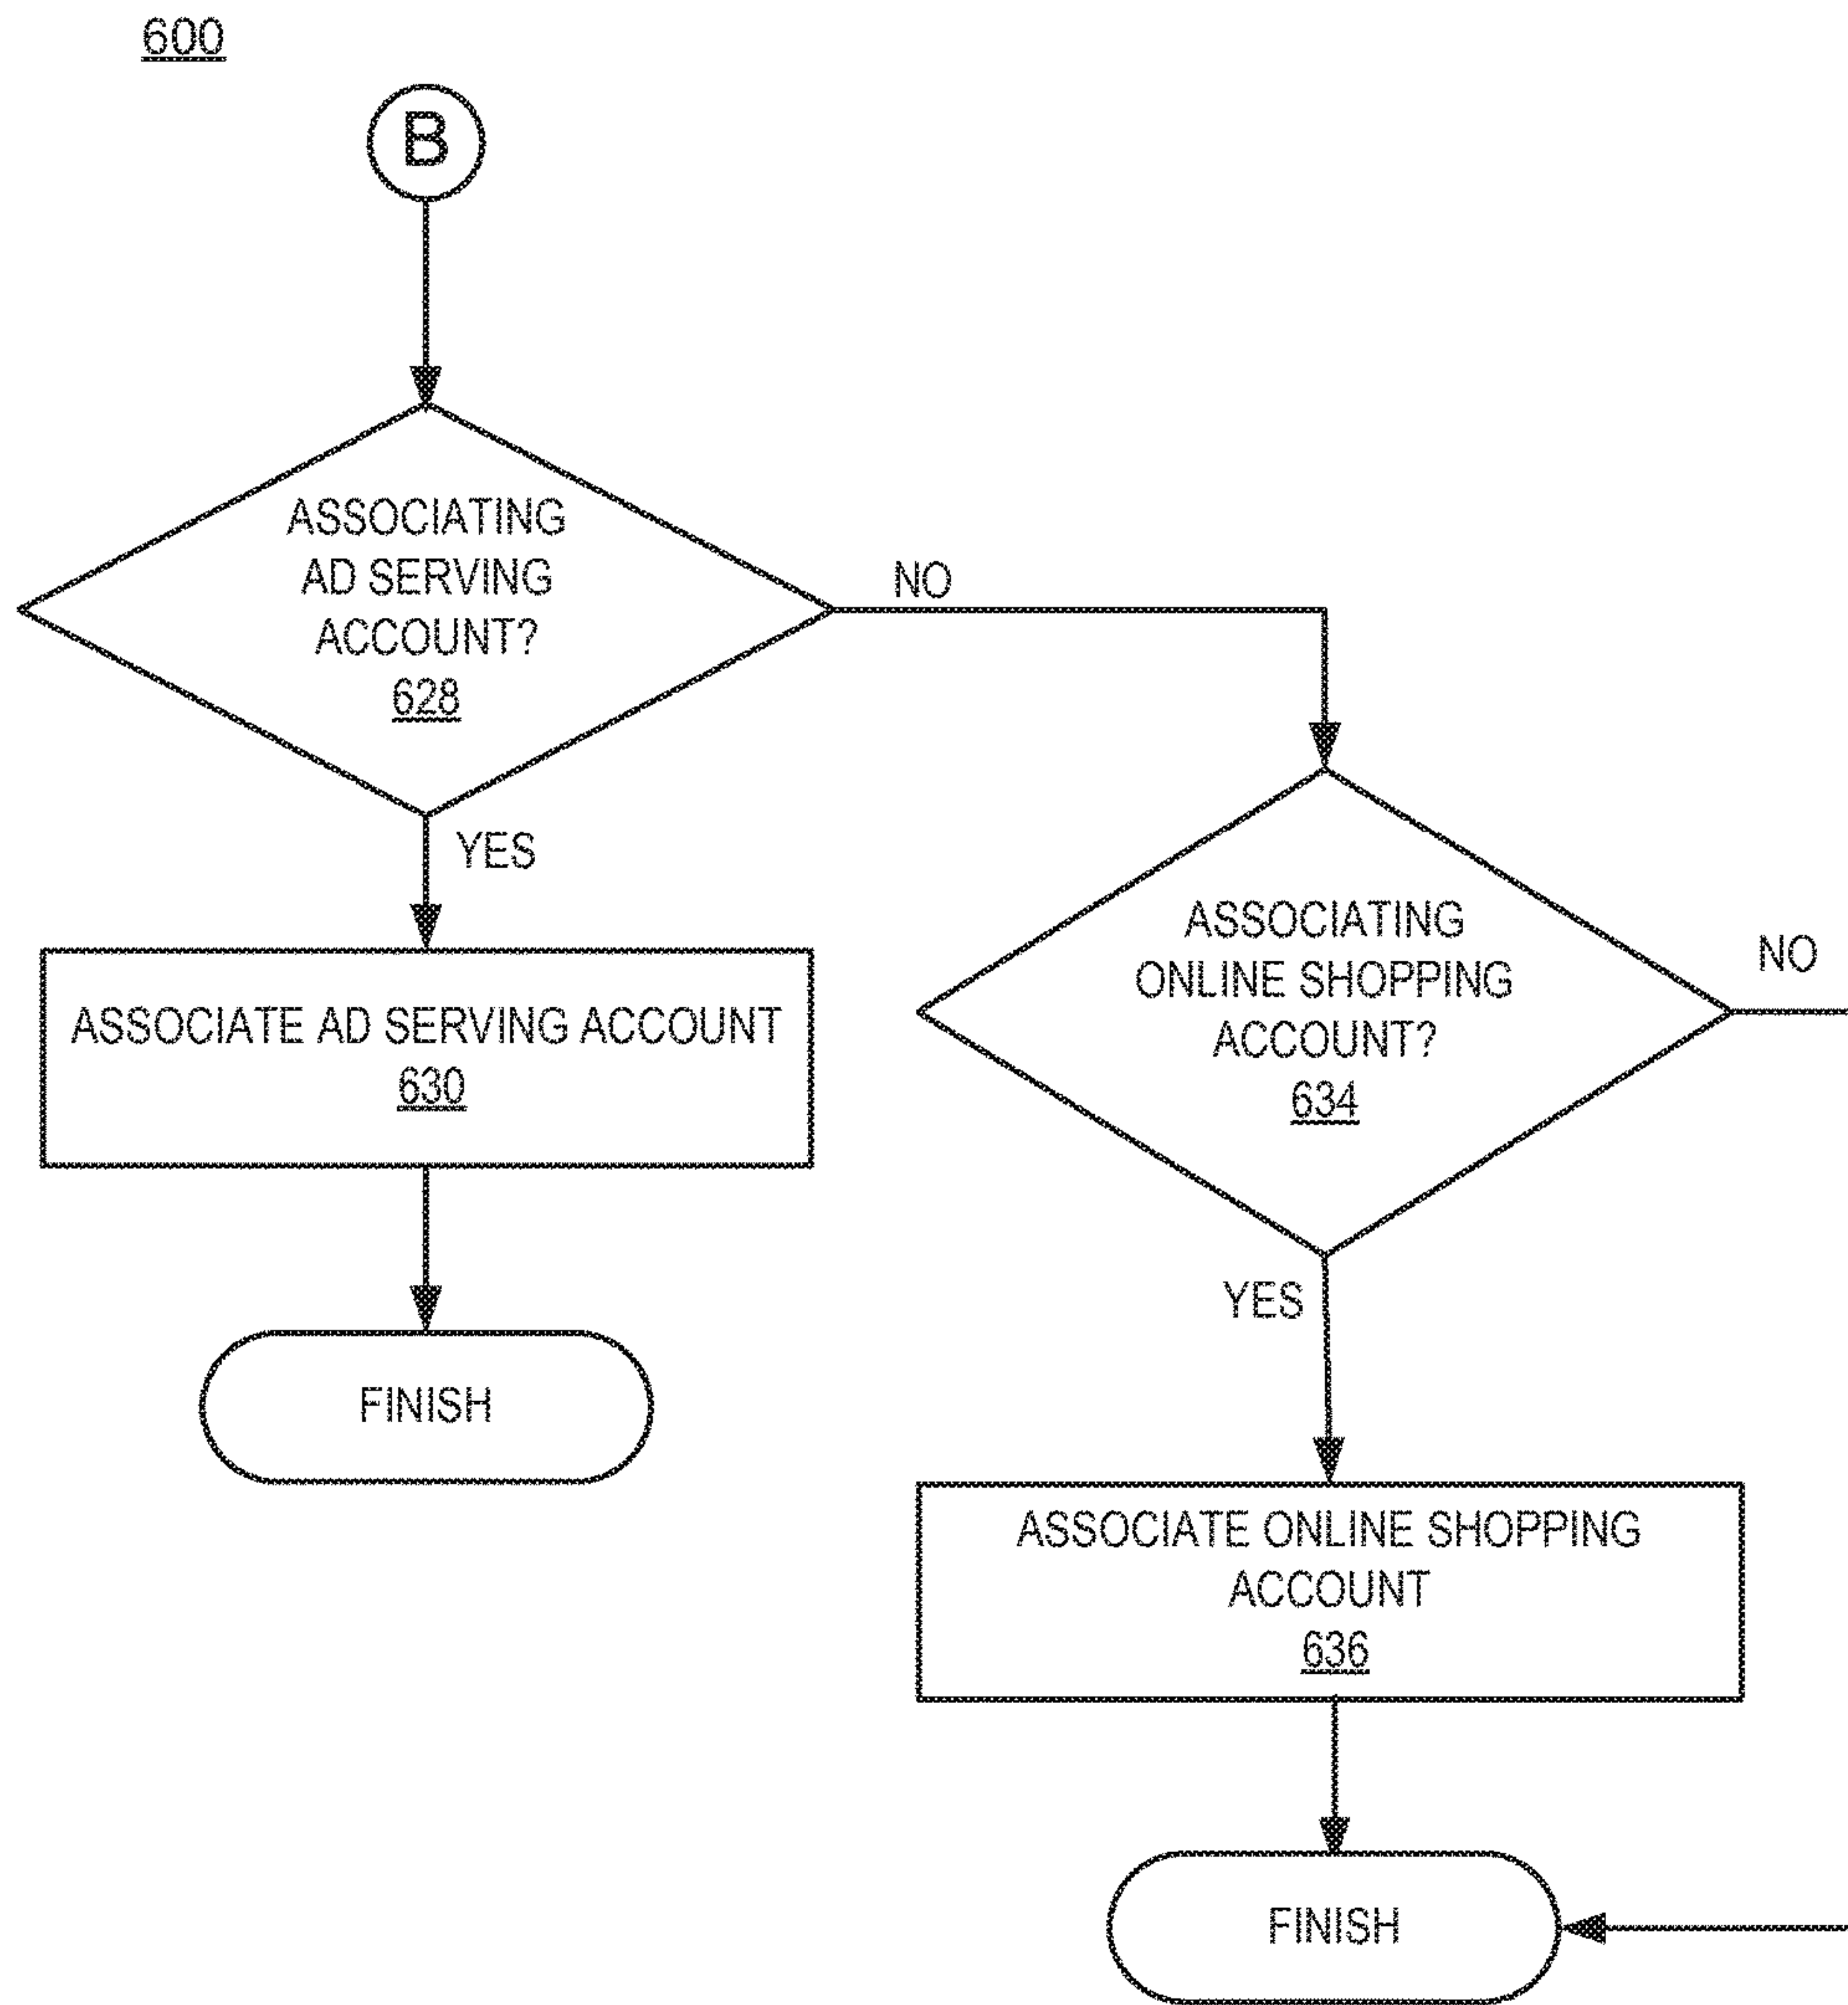 600
B
ASSOCIATING
AD SERVING
ACCOUNT?
628
NO
YES
ASSOCIATE AD SERVING ACCOUNT
630
FINISH
ASSOCIATING
ONLINE SHOPPING
ACCOUNT?
634
NO
YES
ASSOCIATE ONLINE SHOPPING
ACCOUNT
636
FINISH